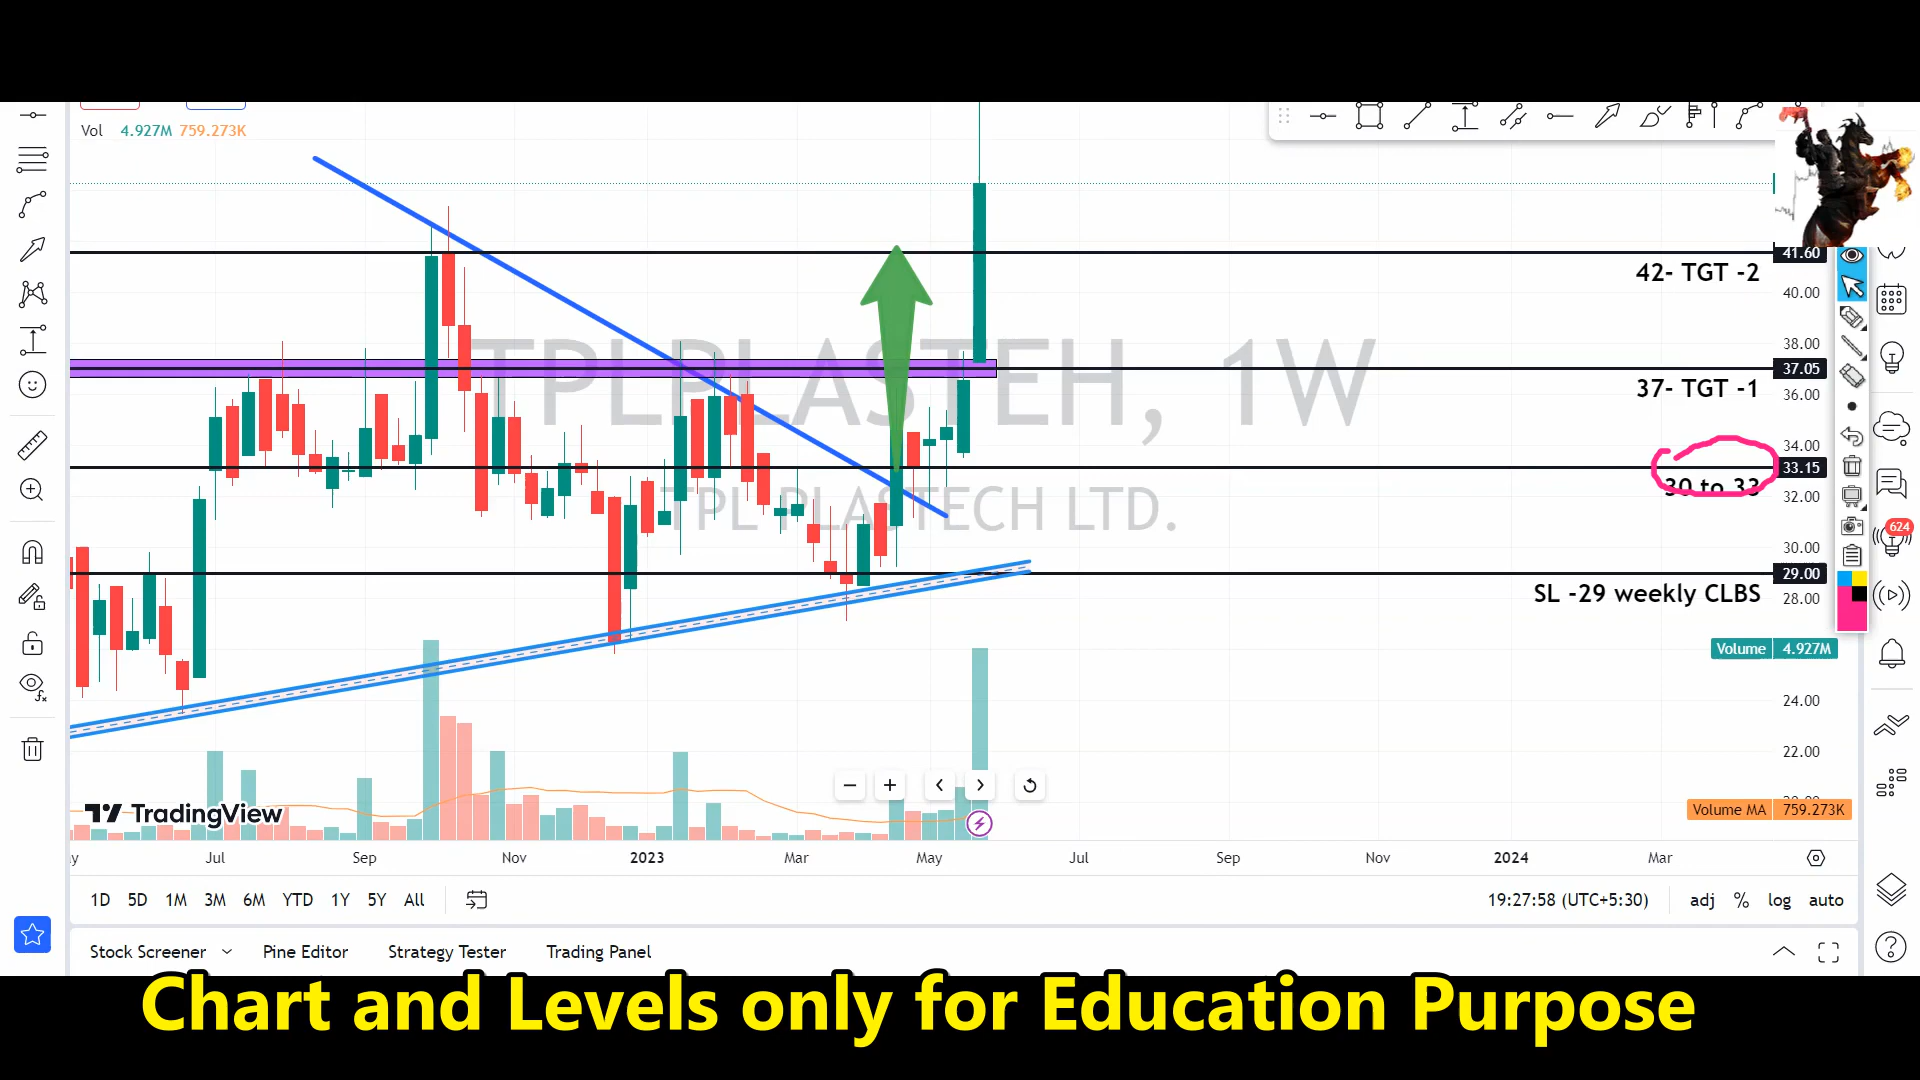 Vol 4.927M 759.273K
41.60
42- TGT -2
40.00
38.00
TPLPLASTEH, 1W
37.05
37- TGT -1
36.00
34.00
33.15
30 to 33
32.00
TPL PLASTECH LTD.
30.00
29.00
SL -29 weekly CLBS
28.00
624
Volume 4.927M
24.00
22.00
Volume MA 759.273K
TradingView
Jul Sep Nov 2023 Mar May Jul Sep Nov 2024 Mar
1D 5D 1M 3M 6M YTD 1Y 5Y All
19:27:58 (UTC+5:30) adj % log auto
Stock Screener Pine Editor Strategy Tester Trading Panel
Chart and Levels only for Education Purpose